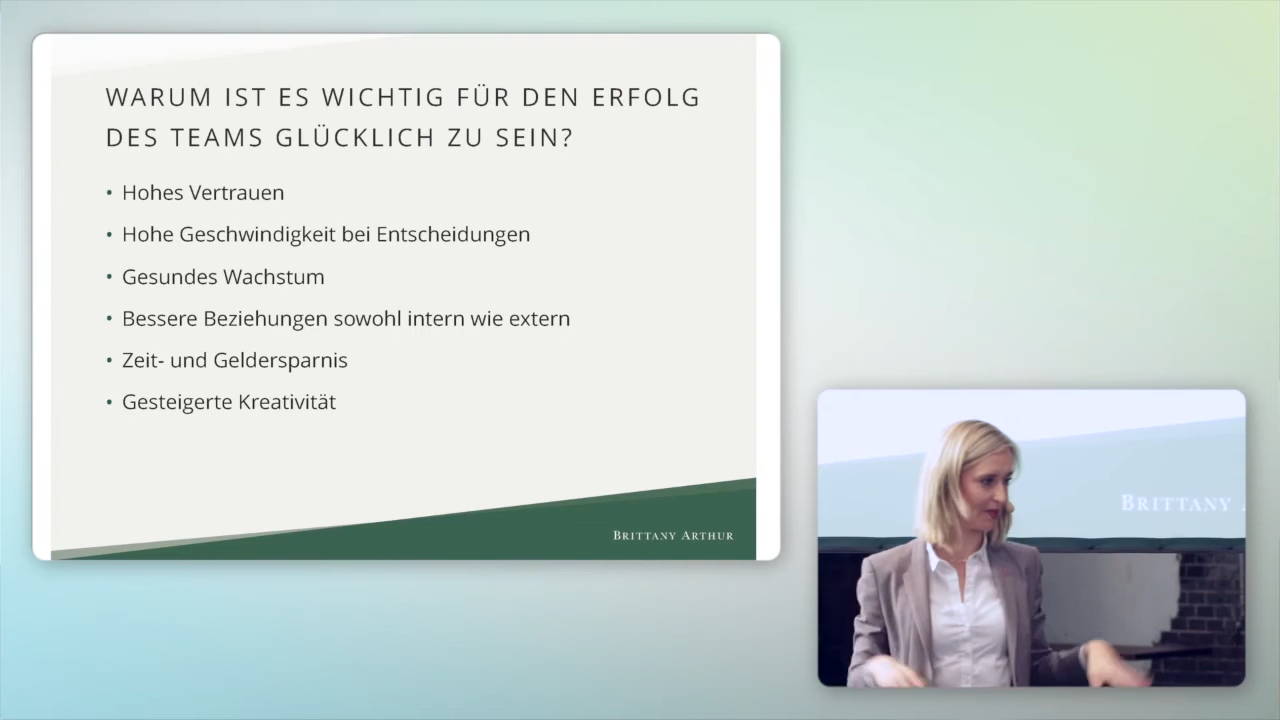 WARUM IST ES WICHTIG FÜR DEN ERFOLG
DES TEAMS GLÜCKLICH ZU SEIN?
• Hohes Vertrauen
• Hohe Geschwindigkeit bei Entscheidungen
• Gesundes Wachstum
• Bessere Beziehungen sowohl intern wie extern
• Zeit- und Geldersparnis
• Gesteigerte Kreativität
BRITTANY ARTHUR
BRITTANY A